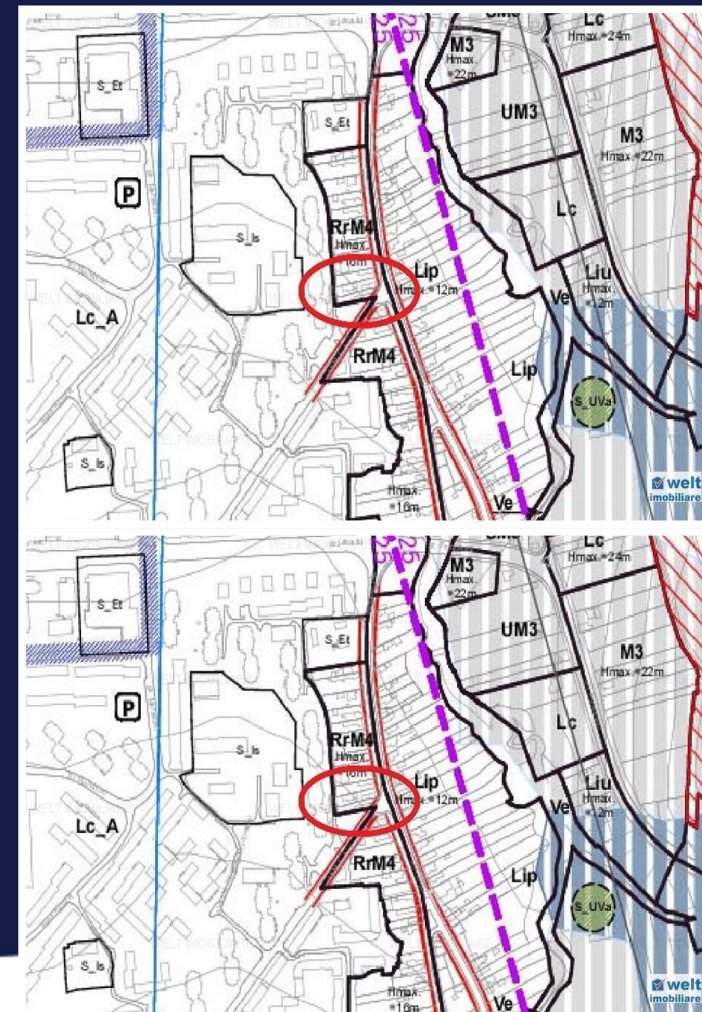 Lc
Hmax.=24m
M3
Hmax.
=22m
S_Et
UM3
S_Et
M3
Hmax.=22m
P
Lc
RrM4
Hmax.
S_Is
Lip
Hmax.=12m
Liu
Hmax.
=12m
Ve
Lc_A
RrM4
Lip
S_UVa
S_Is
Hmax.
=16m
Ve
welt
imobiliare
25
25
Lc
Hmax.=24m
M3
Hmax.
=22m
S_Et
UM3
S_Et
M3
Hmax.=22m
P
Lc
RrM4
Hmax.
S_Is
Lip
Hmax.=12m
Liu
Hmax.
=12m
Ve
Lc_A
RrM4
Lip
S_UVa
S_Is
Hmax.
=16m
Ve
welt
imobiliare